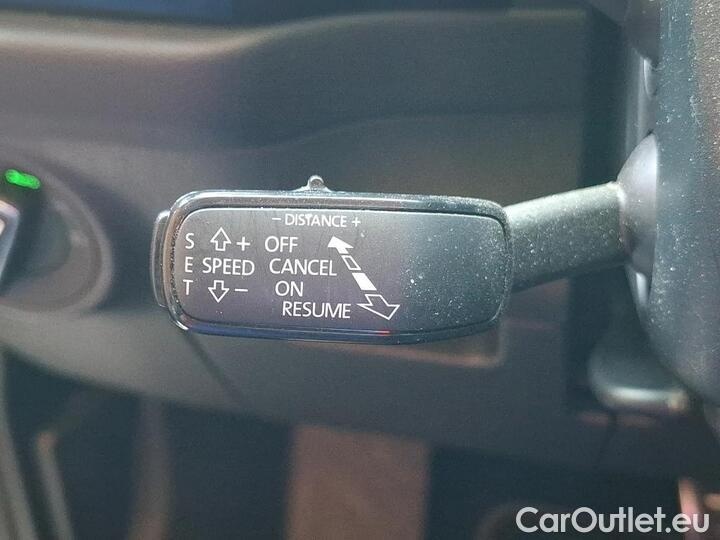 − DISTANCE +
S + OFF
E SPEED CANCEL
T − ON
RESUME
CarOutlet.eu